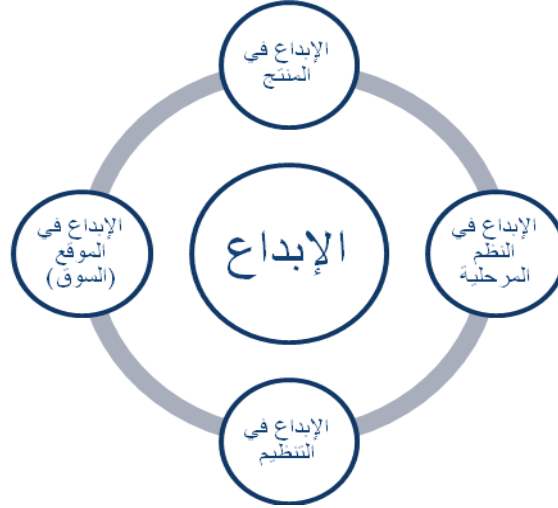 الإبداع في
المنتج
الإبداع في
النظم
المرحلية
الإبداع
الإبداع في
الموقع
(السوق)
الإبداع في
التنظيم